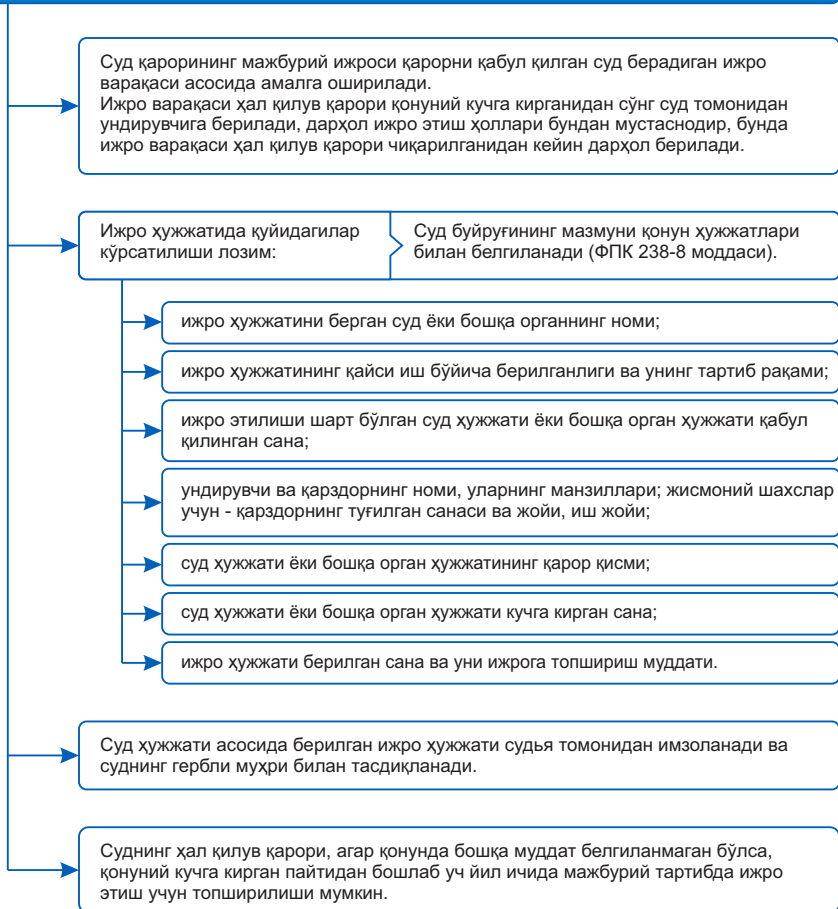 Суд қарорининг мажбурий ижроси қарорни қабул қилган суд берадиган ижро
варақаси асосида амалга оширилади.
Ижро варақаси ҳал қилув қарори қонуний кучга кирганидан сўнг суд томонидан
ундирувчига берилади, дарҳол ижро этиш ҳоллари бундан мустаснодир, бунда
ижро варақаси ҳал қилув қарори чиқарилганидан кейин дарҳол берилади.
Ижро ҳужжатида қуйидагилар
кўрсатилиши лозим:
Суд буйруғининг мазмуни қонун ҳужжатлари
билан белгиланади (ФПК 238-8 моддаси).
ижро ҳужжатини берган суд ёки бошқа органнинг номи;
ижро ҳужжатининг қайси иш бўйича берилганлиги ва унинг тартиб рақами;
ижро этилиши шарт бўлган суд ҳужжати ёки бошқа орган ҳужжати қабул
қилинган сана;
ундирувчи ва қарздорнинг номи, уларнинг манзиллари; жисмоний шахслар
учун - қарздорнинг туғилган санаси ва жойи, иш жойи;
суд ҳужжати ёки бошқа орган ҳужжатининг қарор қисми;
суд ҳужжати ёки бошқа орган ҳужжати кучга кирган сана;
ижро ҳужжати берилган сана ва уни ижрога топшириш муддати.
Суд ҳужжати асосида берилган ижро ҳужжати судья томонидан имзоланади ва
суднинг гербли муҳри билан тасдиқланади.
Суднинг ҳал қилув қарори, агар қонунда бошқа муддат белгиланмаган бўлса,
қонуний кучга кирган пайтидан бошлаб уч йил ичида мажбурий тартибда ижро
этиш учун топширилиши мумкин.